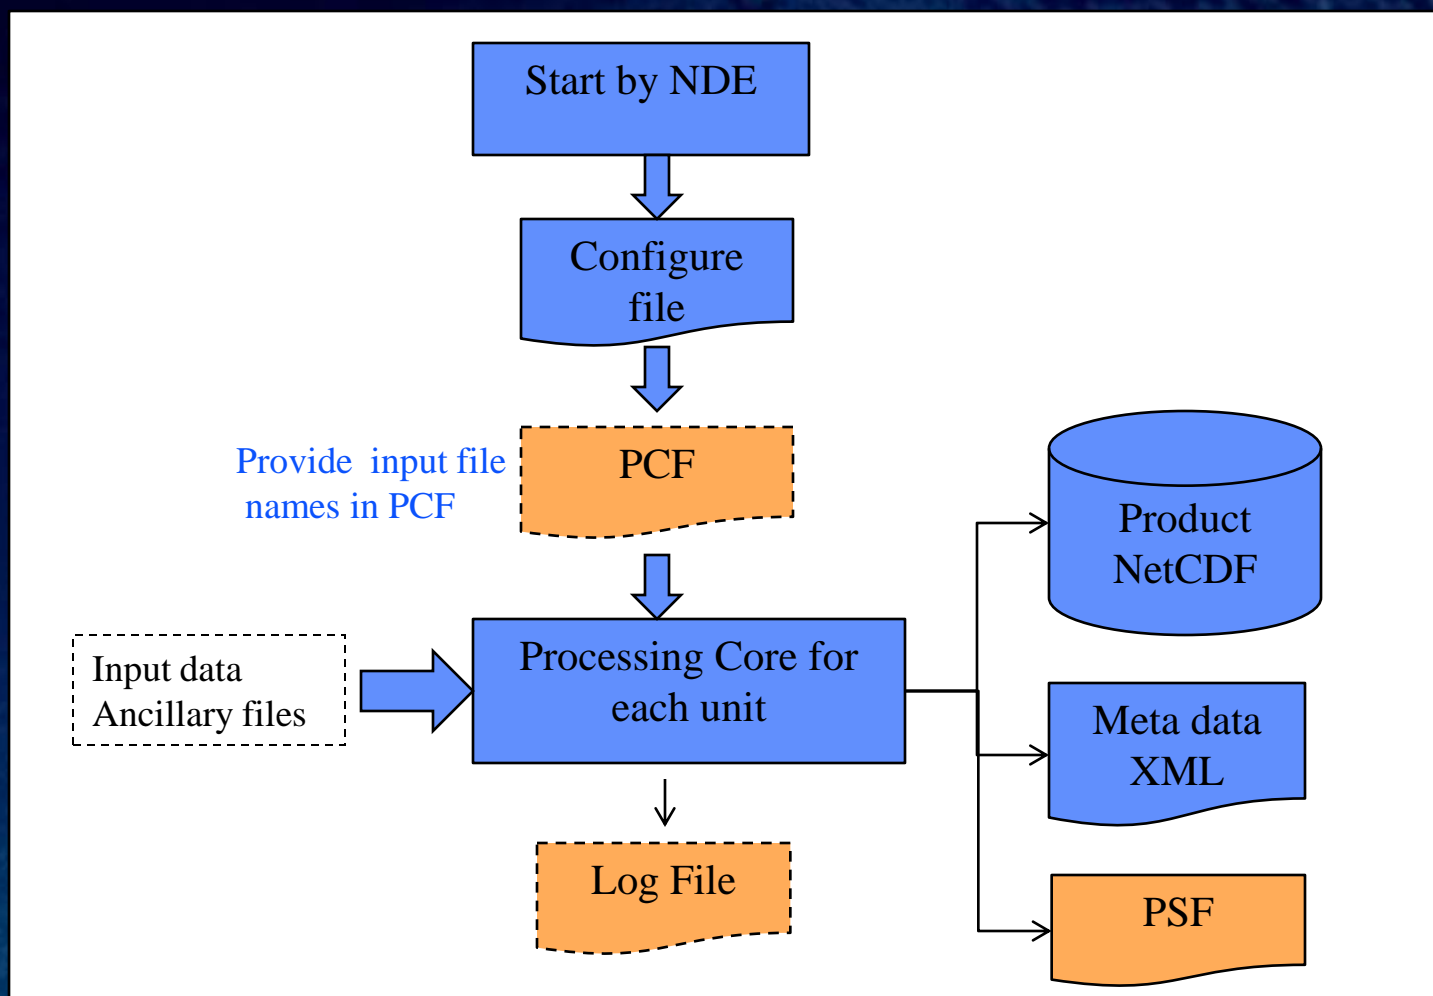 Start by NDE
Configure
file
Provide input file
names in PCF
PCF
Product
NetCDF
Input data
Ancillary files
Processing Core for
each unit
Meta data
XML
Log File
PSF